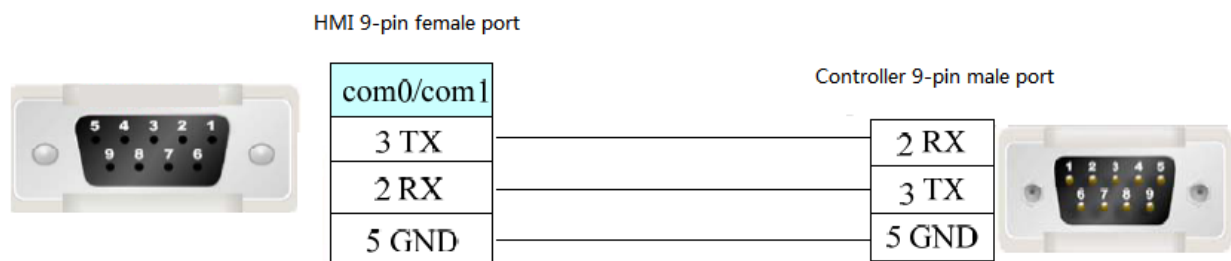 HMI 9-pin female port
com0/com1
Controller 9-pin male port
3 TX
2 RX
2 RX
3 TX
5 GND
5 GND
5 4 3 2 1
9 8 7 6
1 2 3 4 5
6 7 8 9